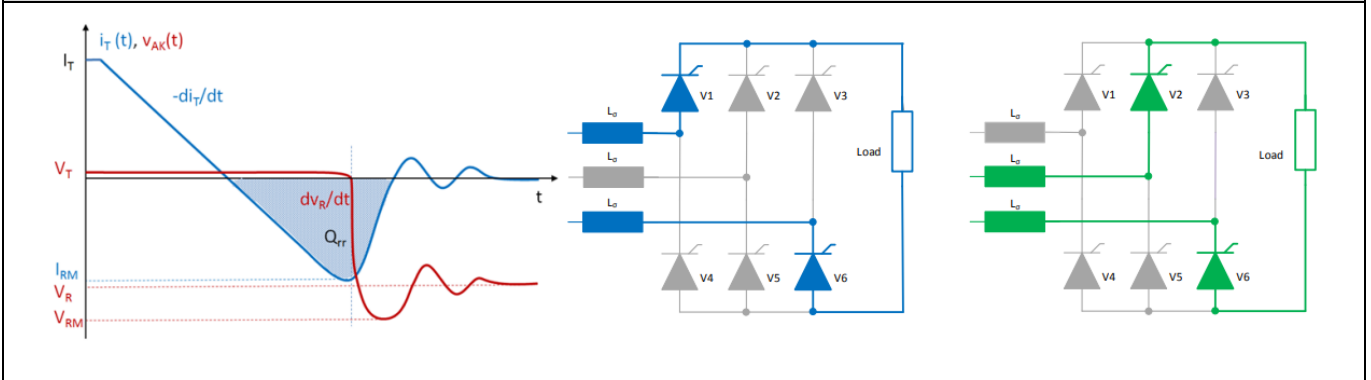 i_T (t), v_AK(t)
I_T
-di_T/dt
V_T
dv_R/dt
t
Q_rr
I_RM
V_R
V_RM
V1
V2
V3
L_σ
L_σ
Load
L_σ
V4
V5
V6
V1
V2
V3
L_σ
L_σ
Load
L_σ
V4
V5
V6